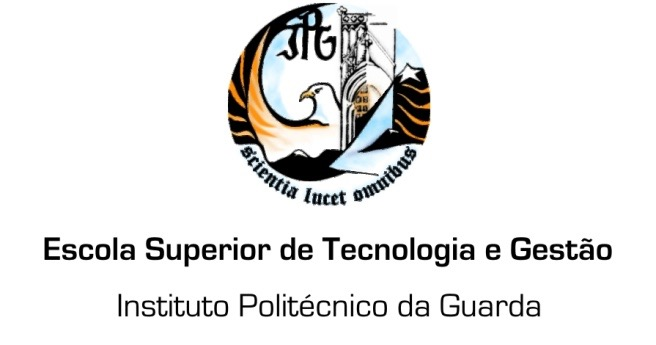 IPG
scientia lucet omnibus
Escola Superior de Tecnologia e Gestão
Instituto Politécnico da Guarda